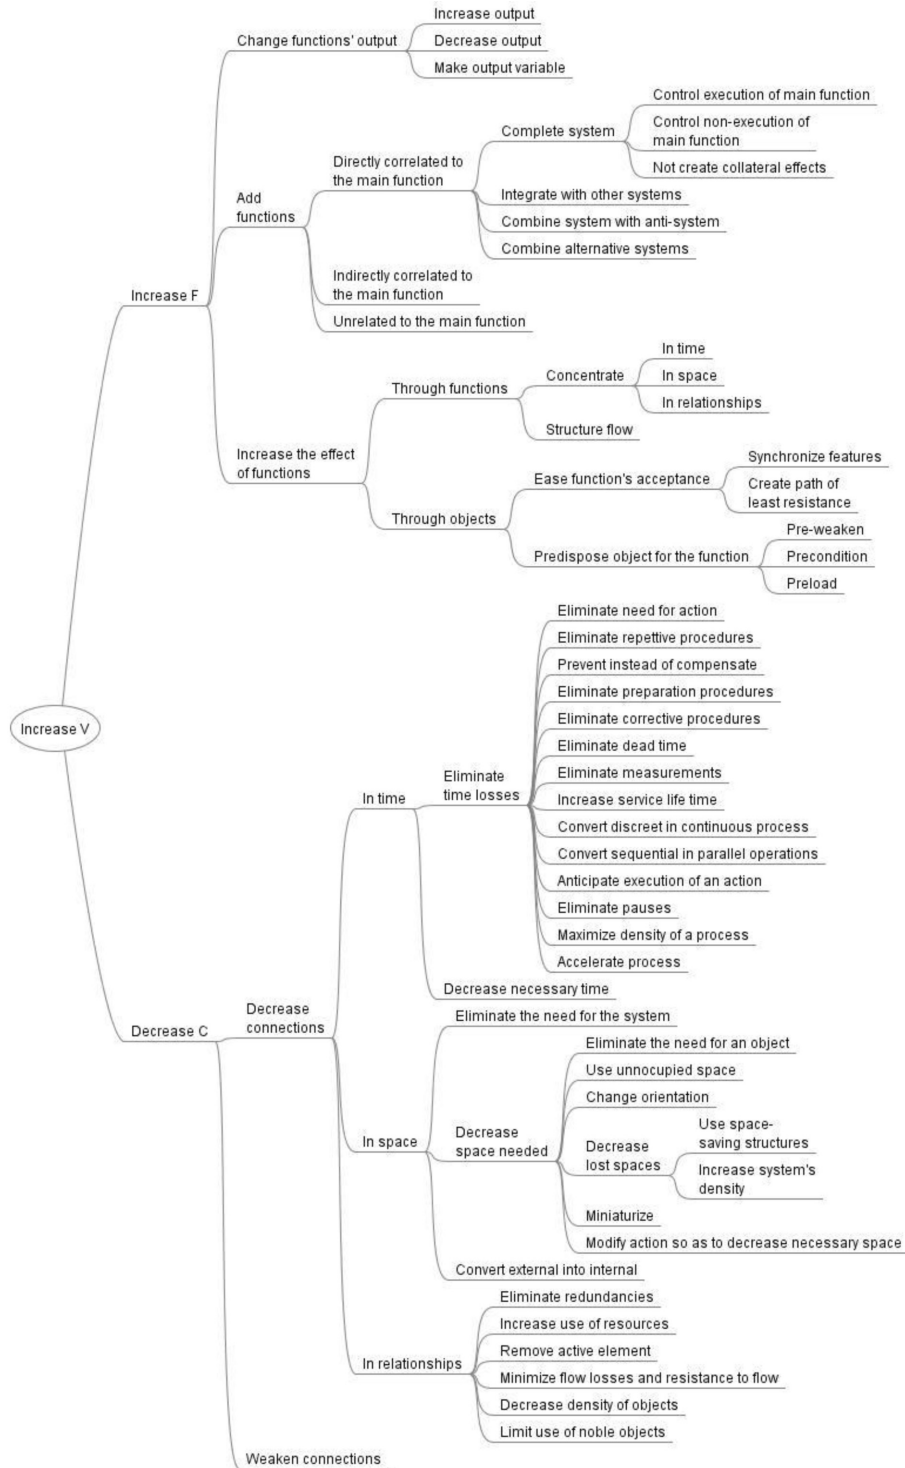 Increase output
Change functions' output
Decrease output
Make output variable
Control execution of main function
Complete system
Control non-execution of
main function
Directly correlated to
the main function
Not create collateral effects
Add
functions
Integrate with other systems
Combine system with anti-system
Combine alternative systems
Indirectly correlated to
the main function
Increase F
Unrelated to the main function
In time
Through functions
Concentrate
In space
In relationships
Structure flow
Increase the effect
of functions
Synchronize features
Ease function's acceptance
Create path of
least resistance
Through objects
Pre-weaken
Predispose object for the function
Precondition
Preload
Eliminate need for action
Eliminate repettive procedures
Prevent instead of compensate
Eliminate preparation procedures
Increase V
Eliminate corrective procedures
Eliminate dead time
Eliminate measurements
In time
Eliminate
time losses
Increase service life time
Convert discreet in continuous process
Convert sequential in parallel operations
Anticipate execution of an action
Eliminate pauses
Maximize density of a process
Accelerate process
Decrease necessary time
Decrease C
Decrease
connections
Eliminate the need for the system
Eliminate the need for an object
Use unnocupied space
Change orientation
In space
Decrease
space needed
Decrease
lost spaces
Use space-
saving structures
Increase system's
density
Miniaturize
Modify action so as to decrease necessary space
Convert external into internal
Eliminate redundancies
Increase use of resources
Remove active element
In relationships
Minimize flow losses and resistance to flow
Decrease density of objects
Limit use of noble objects
Weaken connections